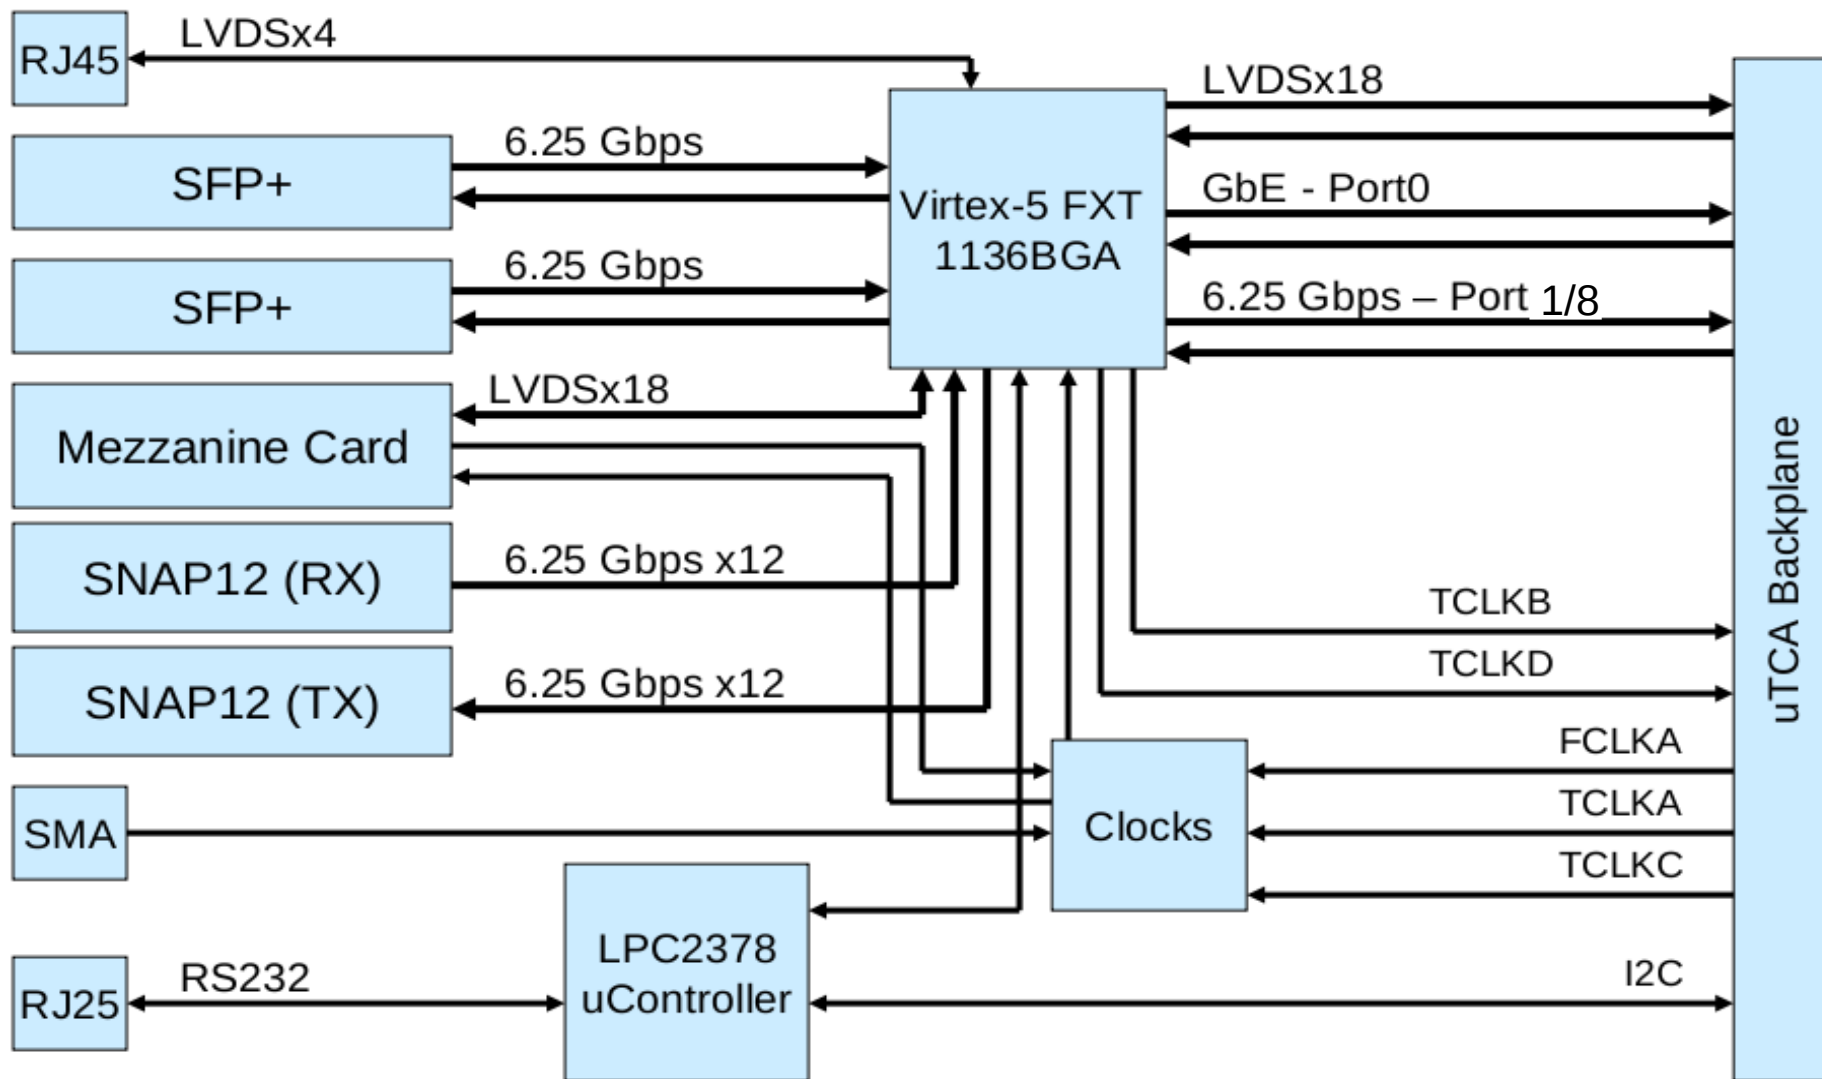 RJ45
LVDSx4
SFP+
6.25 Gbps
SFP+
6.25 Gbps
Mezzanine Card
LVDSx18
SNAP12 (RX)
6.25 Gbps x12
SNAP12 (TX)
6.25 Gbps x12
SMA
RJ25
RS232
LPC2378
uController
Virtex-5 FXT
1136BGA
Clocks
LVDSx18
GbE - Port0
6.25 Gbps – Port 1/8
TCLKB
TCLKD
FCLKA
TCLKA
TCLKC
I2C
uTCA Backplane